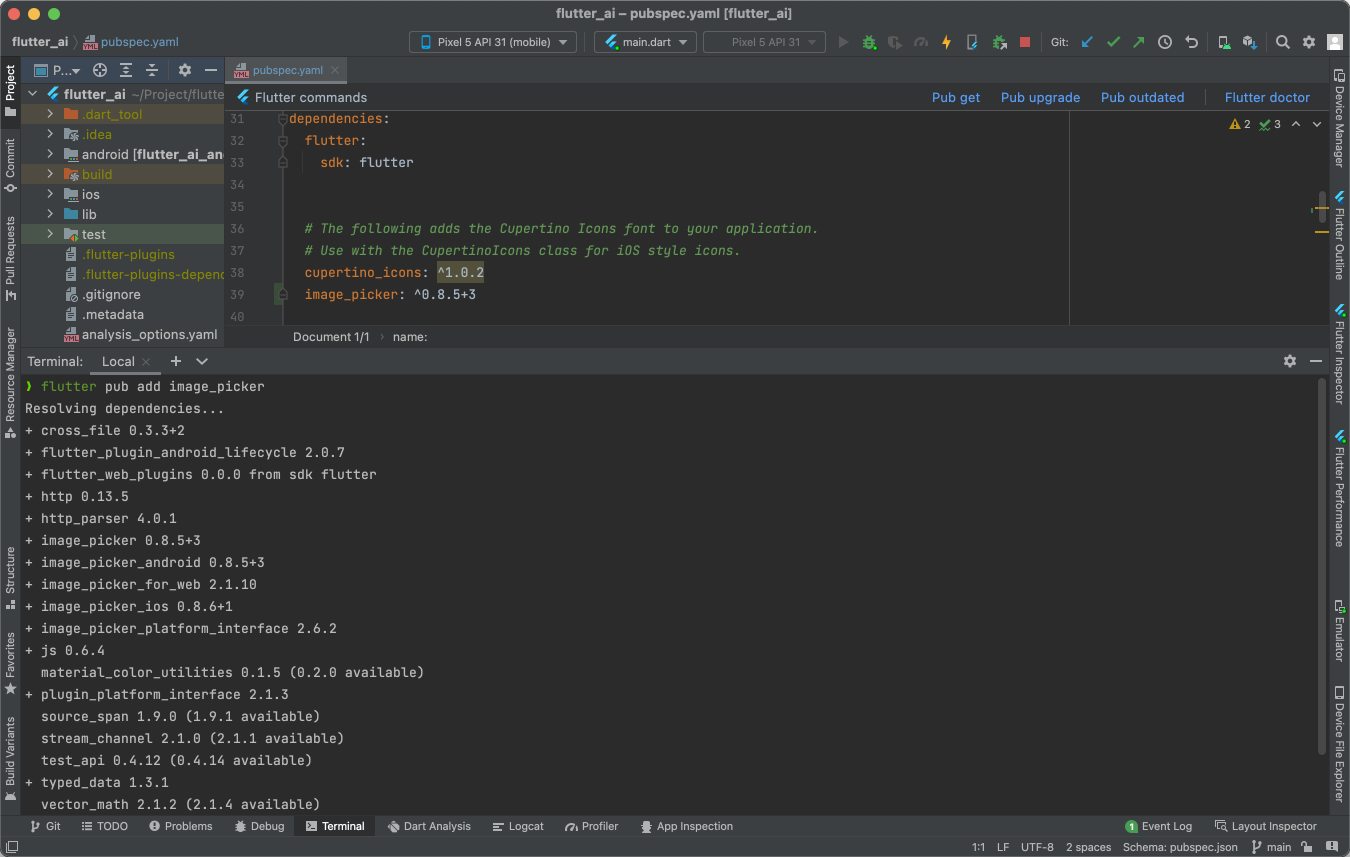 flutter_ai – pubspec.yaml [flutter_ai]
flutter_ai pubspec.yaml Pixel 5 API 31 (mobile) main.dart Pixel 5 API 31 Git:
P... pubspec.yaml
flutter_ai ~/Project/flutte
.dart_tool
.idea
android [flutter_ai_an
build
ios
lib
test
.flutter-plugins
.flutter-plugins-depend
.gitignore
.metadata
analysis_options.yaml
Flutter commands Pub get Pub upgrade Pub outdated Flutter doctor
2 3
31 dependencies:
32 flutter:
33 sdk: flutter
34
35
36 # The following adds the Cupertino Icons font to your application.
37 # Use with the CupertinoIcons class for iOS style icons.
38 cupertino_icons: ^1.0.2
39 image_picker: ^0.8.5+3
40
Document 1/1 name:
Terminal: Local
flutter pub add image_picker
Resolving dependencies...
+ cross_file 0.3.3+2
+ flutter_plugin_android_lifecycle 2.0.7
+ flutter_web_plugins 0.0.0 from sdk flutter
+ http 0.13.5
+ http_parser 4.0.1
+ image_picker 0.8.5+3
+ image_picker_android 0.8.5+3
+ image_picker_for_web 2.1.10
+ image_picker_ios 0.8.6+1
+ image_picker_platform_interface 2.6.2
+ js 0.6.4
material_color_utilities 0.1.5 (0.2.0 available)
+ plugin_platform_interface 2.1.3
source_span 1.9.0 (1.9.1 available)
stream_channel 2.1.0 (2.1.1 available)
test_api 0.4.12 (0.4.14 available)
+ typed_data 1.3.1
vector_math 2.1.2 (2.1.4 available)
Project
Commit
Pull Requests
Resource Manager
Structure
Favorites
Build Variants
Device Manager
Flutter Outline
Flutter Inspector
Flutter Performance
Emulator
Device File Explorer
Git TODO Problems Debug Terminal Dart Analysis Logcat Profiler App Inspection 1 Event Log Layout Inspector
1:1 LF UTF-8 2 spaces Schema: pubspec.json main